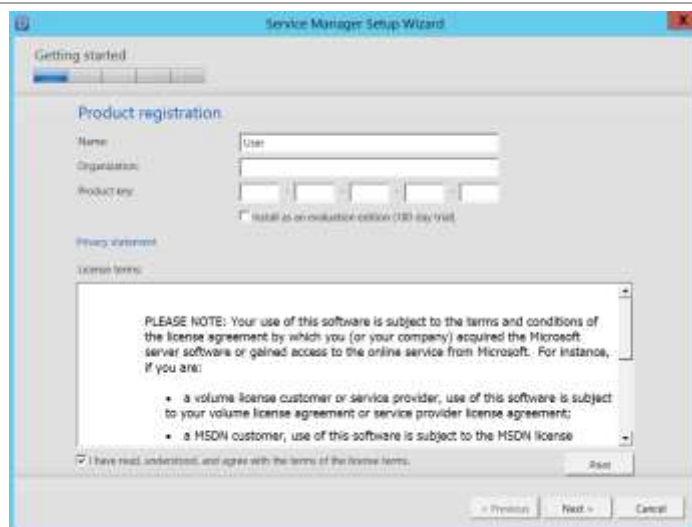 Service Manager Setup Wizard
Getting started
Product registration
Name:
User
Organization:
Product key:
- - - -
Install as an evaluation edition (180 day trial)
Privacy statement
License terms:
PLEASE NOTE: Your use of this software is subject to the terms and conditions of
the license agreement by which you (or your company) acquired the Microsoft
server software or gained access to the online service from Microsoft. For instance,
if you are:
• a volume license customer or service provider, use of this software is subject
to your volume license agreement or service provider license agreement;
• a MSDN customer, use of this software is subject to the MSDN license
I have read, understood, and agree with the terms of the license terms.
Print
< Previous
Next >
Cancel